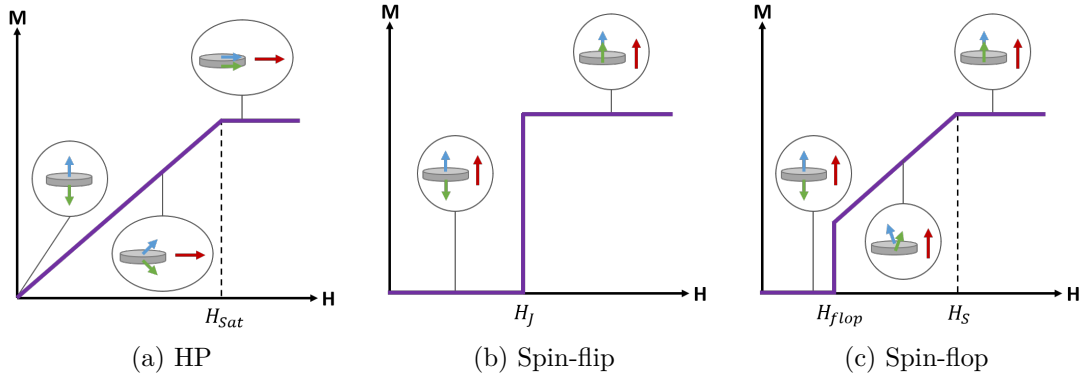 M
H
H_Sat
(a) HP
M
H
H_J
(b) Spin-flip
M
H
H_flop
H_S
(c) Spin-flop